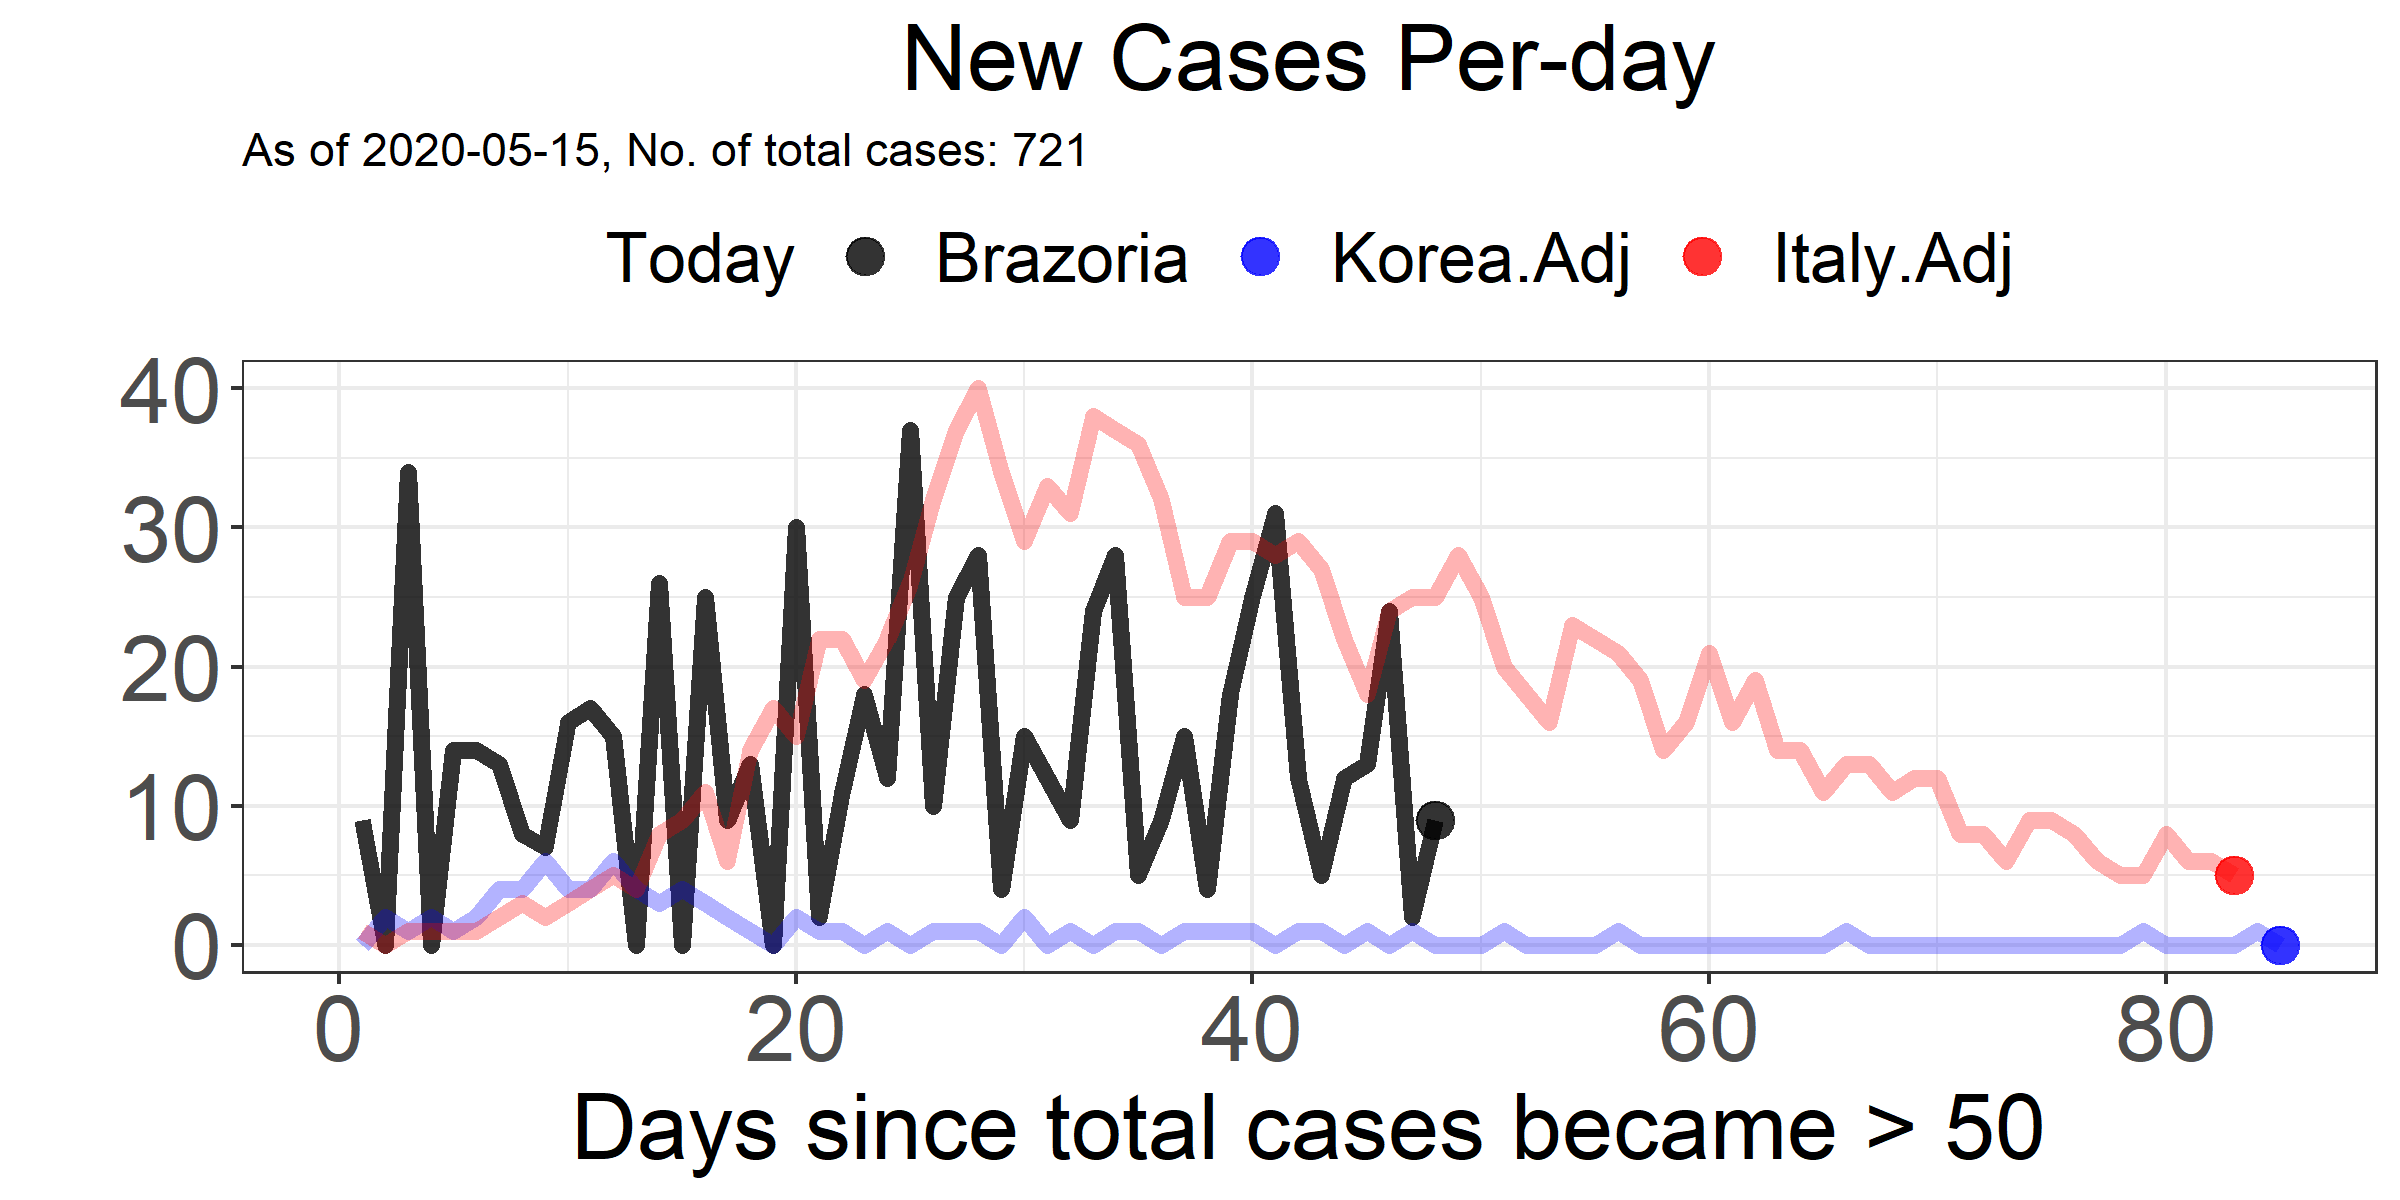 New Cases Per-day
As of 2020-05-15, No. of total cases: 721
Today Brazoria Korea.Adj Italy.Adj
40
30
20
10
0
0 20 40 60 80
Days since total cases became > 50